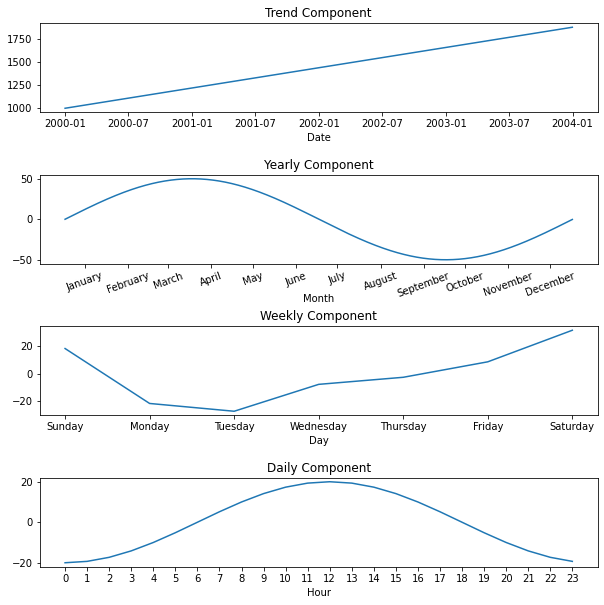 Trend Component
1750
1500
1250
1000
2000-01 2000-07 2001-01 2001-07 2002-01 2002-07 2003-01 2003-07 2004-01
Date
Yearly Component
50
0
−50
January February March April May June July August September October November December
Month
Weekly Component
20
0
−20
Sunday Monday Tuesday Wednesday Thursday Friday Saturday
Day
Daily Component
20
0
−20
0 1 2 3 4 5 6 7 8 9 10 11 12 13 14 15 16 17 18 19 20 21 22 23
Hour